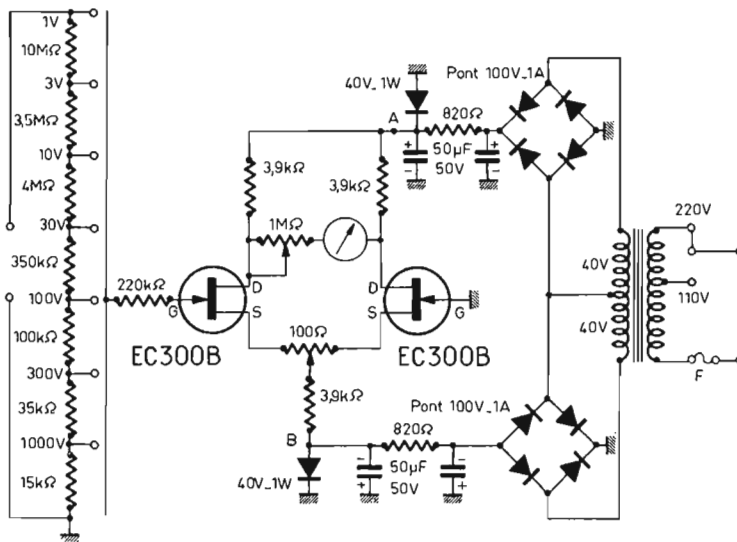 1V
10MΩ
3V
3,5MΩ
10V
4MΩ
30V
350kΩ
100V
100kΩ
300V
35kΩ
1000V
15kΩ
220kΩ
G
D
S
EC300B
3,9kΩ
3,9kΩ
1MΩ
100Ω
3,9kΩ
D
S
G
EC300B
40V_1W
A
820Ω
+
-
50µF
50V
+
-
Pont 100V_1A
B
40V_1W
820Ω
-
+
50µF
50V
-
+
Pont 100V_1A
40V
40V
220V
110V
F